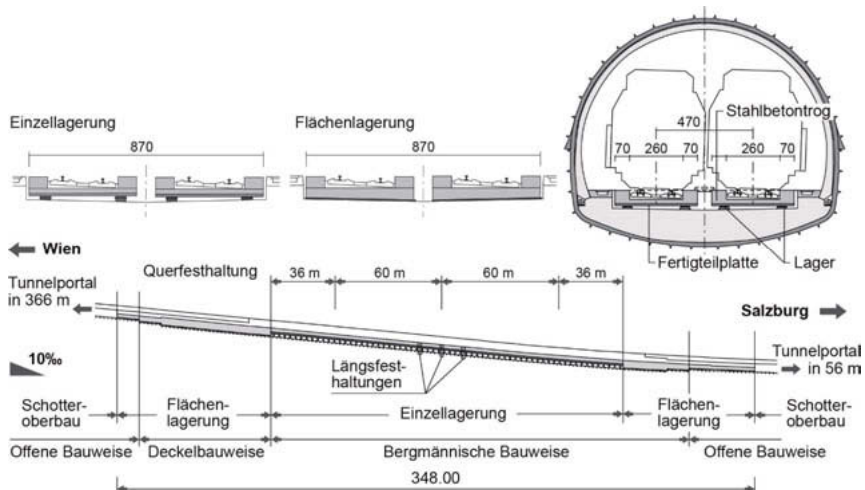 Einzellagerung
870
Flächenlagerung
870
Stahlbetontrog
470
70 260 70 70 260 70
Fertigteilplatte
Lager
Wien
Tunnelportal
in 366 m
Querfesthaltung
36 m 60 m 60 m 36 m
Salzburg
Tunnelportal
in 56 m
10‰
Längsfest-
haltungen
Schotter-
oberbau
Flächen-
lagerung
Einzellagerung
Flächen-
lagerung
Schotter-
oberbau
Offene Bauweise
Deckelbauweise
Bergmännische Bauweise
Offene Bauweise
348.00